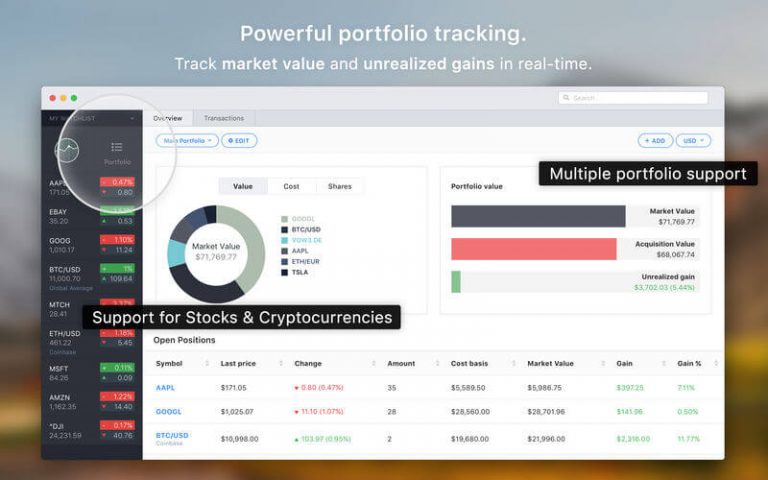 Powerful portfolio tracking.
Track market value and unrealized gains in real-time.
Search
MY WATCHLIST
Overview
Transactions
Portfolio
Main Portfolio
EDIT
+ ADD
USD
AAPL
- 0.47%
171.05
0.80
EBAY
35.20
0.53
GOOG
- 1.10%
1,010.17
11.24
BTC/USD
+ 1%
11,000.70
109.64
Global Average
MTCH
3.37%
28.41
ETH/USD
- 1.18%
461.22
5.45
Coinbase
MSFT
+ 0.11%
84.26
0.09
AMZN
- 1.22%
1,162.35
14.40
^DJI
- 0.17%
24,231.59
40.76
Value
Cost
Shares
Market Value
$71,769.77
GOOGL
BTC/USD
VOW3.DE
AAPL
ETH/EUR
TSLA
Portfolio value
Multiple portfolio support
Market Value
$71,769.77
Acquisition Value
$68,067.74
Unrealized gain
$3,702.03 (5.44%)
Support for Stocks & Cryptocurrencies
Open Positions
Symbol Last price Change Amount Cost basis Market Value Gain Gain %
AAPL $171.05 0.80 (0.47%) 35 $5,589.50 $5,986.75 $397.25 7.11%
GOOGL $1,025.07 11.10 (1.07%) 28 $28,560.00 $28,701.96 $141.96 0.50%
BTC/USD $10,998.00 103.97 (0.95%) 2 $19,680.00 $21,996.00 $2,316.00 11.77%
Coinbase